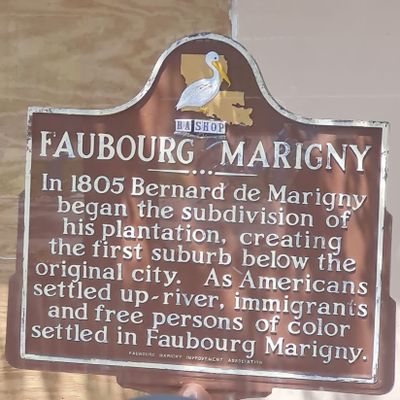 BA SHOP
FAUBOURG MARIGNY
In 1805 Bernard de Marigny
began the subdivision of
his plantation, creating
the first suburb below the
original city. As Americans
settled up-river, immigrants
and free persons of color
settled in Faubourg Marigny.
FAUBOURG MARIGNY IMPROVEMENT ASSOCIATION